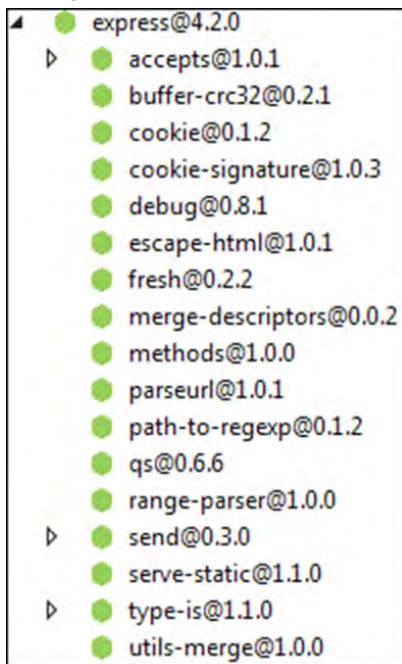 express@4.2.0
accepts@1.0.1
buffer-crc32@0.2.1
cookie@0.1.2
cookie-signature@1.0.3
debug@0.8.1
escape-html@1.0.1
fresh@0.2.2
merge-descriptors@0.0.2
methods@1.0.0
parseurl@1.0.1
path-to-regexp@0.1.2
qs@0.6.6
range-parser@1.0.0
send@0.3.0
serve-static@1.1.0
type-is@1.1.0
utils-merge@1.0.0